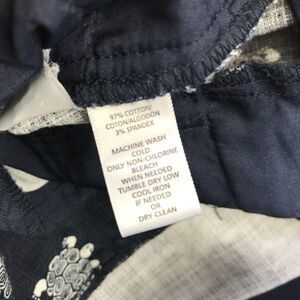 97% COTTON/
COTON/ALGODON
3% SPANDEX
MACHINE WASH
COLD
ONLY NON-CHLORINE
BLEACH
WHEN NEEDED
TUMBLE DRY LOW
COOL IRON
IF NEEDED
OR
DRY CLEAN